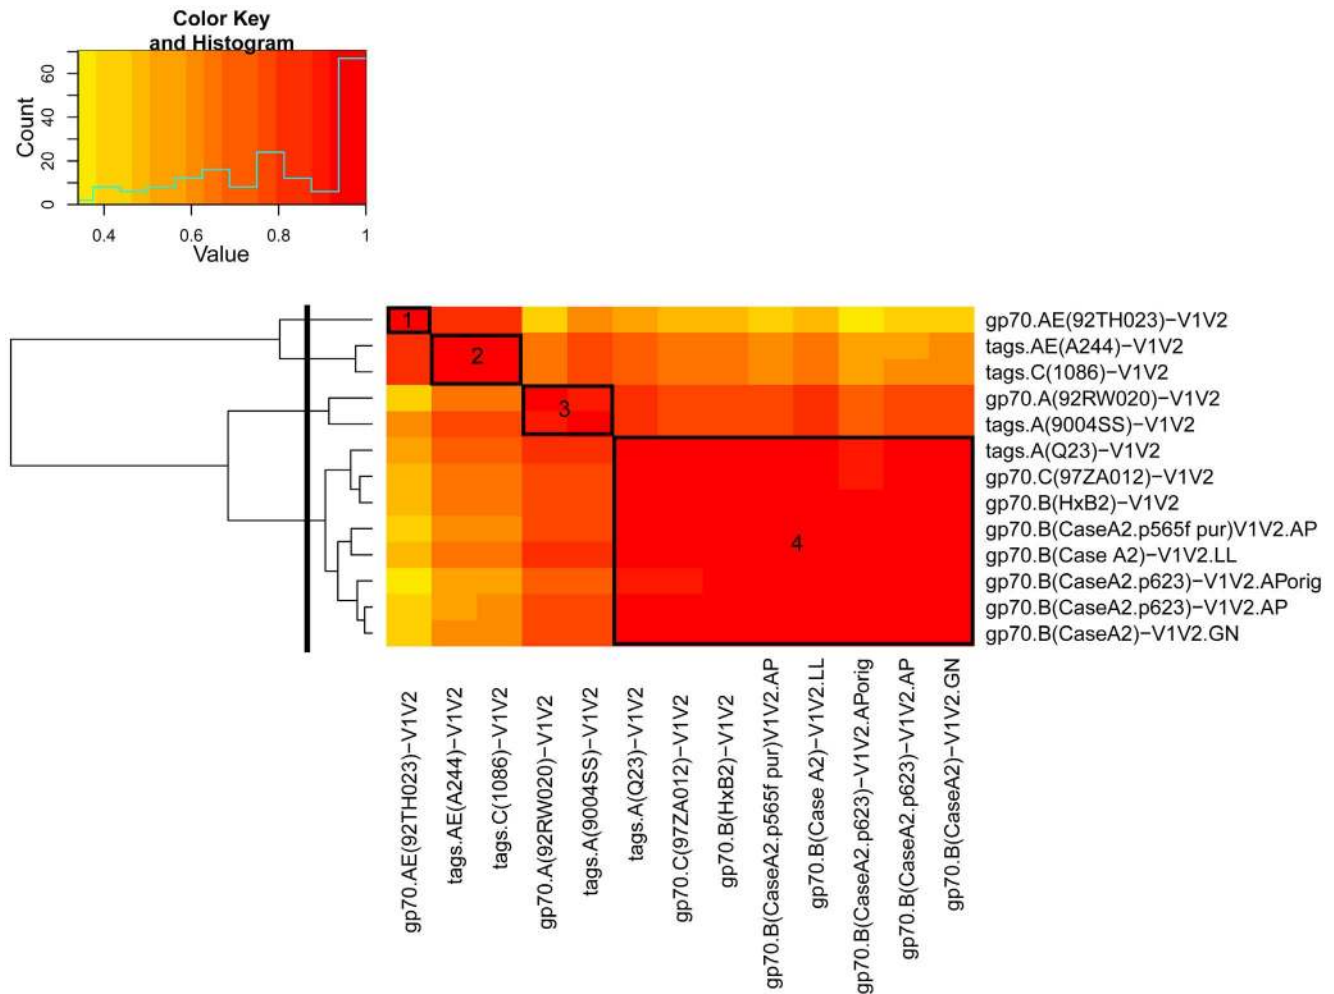 Color Key
and Histogram
Count
0
20
40
60
0.4
0.6
0.8
1
Value
1
2
3
4
gp70.AE(92TH023)−V1V2
tags.AE(A244)−V1V2
tags.C(1086)−V1V2
gp70.A(92RW020)−V1V2
tags.A(9004SS)−V1V2
tags.A(Q23)−V1V2
gp70.C(97ZA012)−V1V2
gp70.B(HxB2)−V1V2
gp70.B(CaseA2.p565f pur)V1V2.AP
gp70.B(Case A2)−V1V2.LL
gp70.B(CaseA2.p623)−V1V2.APorig
gp70.B(CaseA2.p623)−V1V2.AP
gp70.B(CaseA2)−V1V2.GN
gp70.AE(92TH023)−V1V2
tags.AE(A244)−V1V2
tags.C(1086)−V1V2
gp70.A(92RW020)−V1V2
tags.A(9004SS)−V1V2
tags.A(Q23)−V1V2
gp70.C(97ZA012)−V1V2
gp70.B(HxB2)−V1V2
gp70.B(CaseA2.p565f pur)V1V2.AP
gp70.B(Case A2)−V1V2.LL
gp70.B(CaseA2.p623)−V1V2.APorig
gp70.B(CaseA2.p623)−V1V2.AP
gp70.B(CaseA2)−V1V2.GN